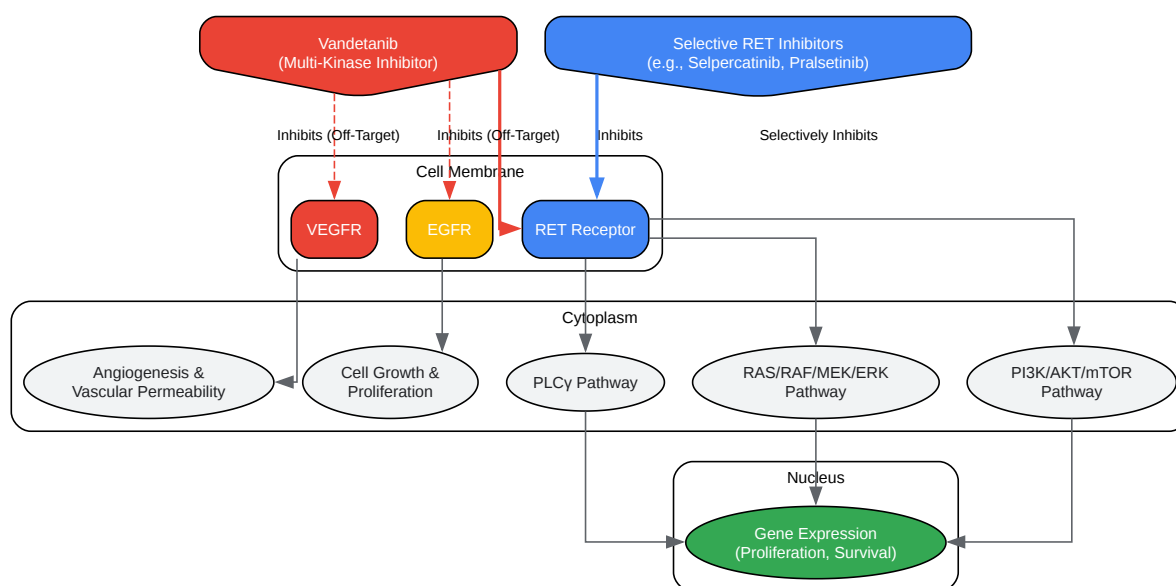 Vandetanib
(Multi-Kinase Inhibitor)
Selective RET Inhibitors
(e.g., Selpercatinib, Pralsetinib)
Inhibits (Off-Target)
Inhibits (Off-Target)
Inhibits
Selectively Inhibits
Cell Membrane
VEGFR
EGFR
RET Receptor
Cytoplasm
Angiogenesis &
Vascular Permeability
Cell Growth &
Proliferation
PLCγ Pathway
RAS/RAF/MEK/ERK
Pathway
PI3K/AKT/mTOR
Pathway
Nucleus
Gene Expression
(Proliferation, Survival)